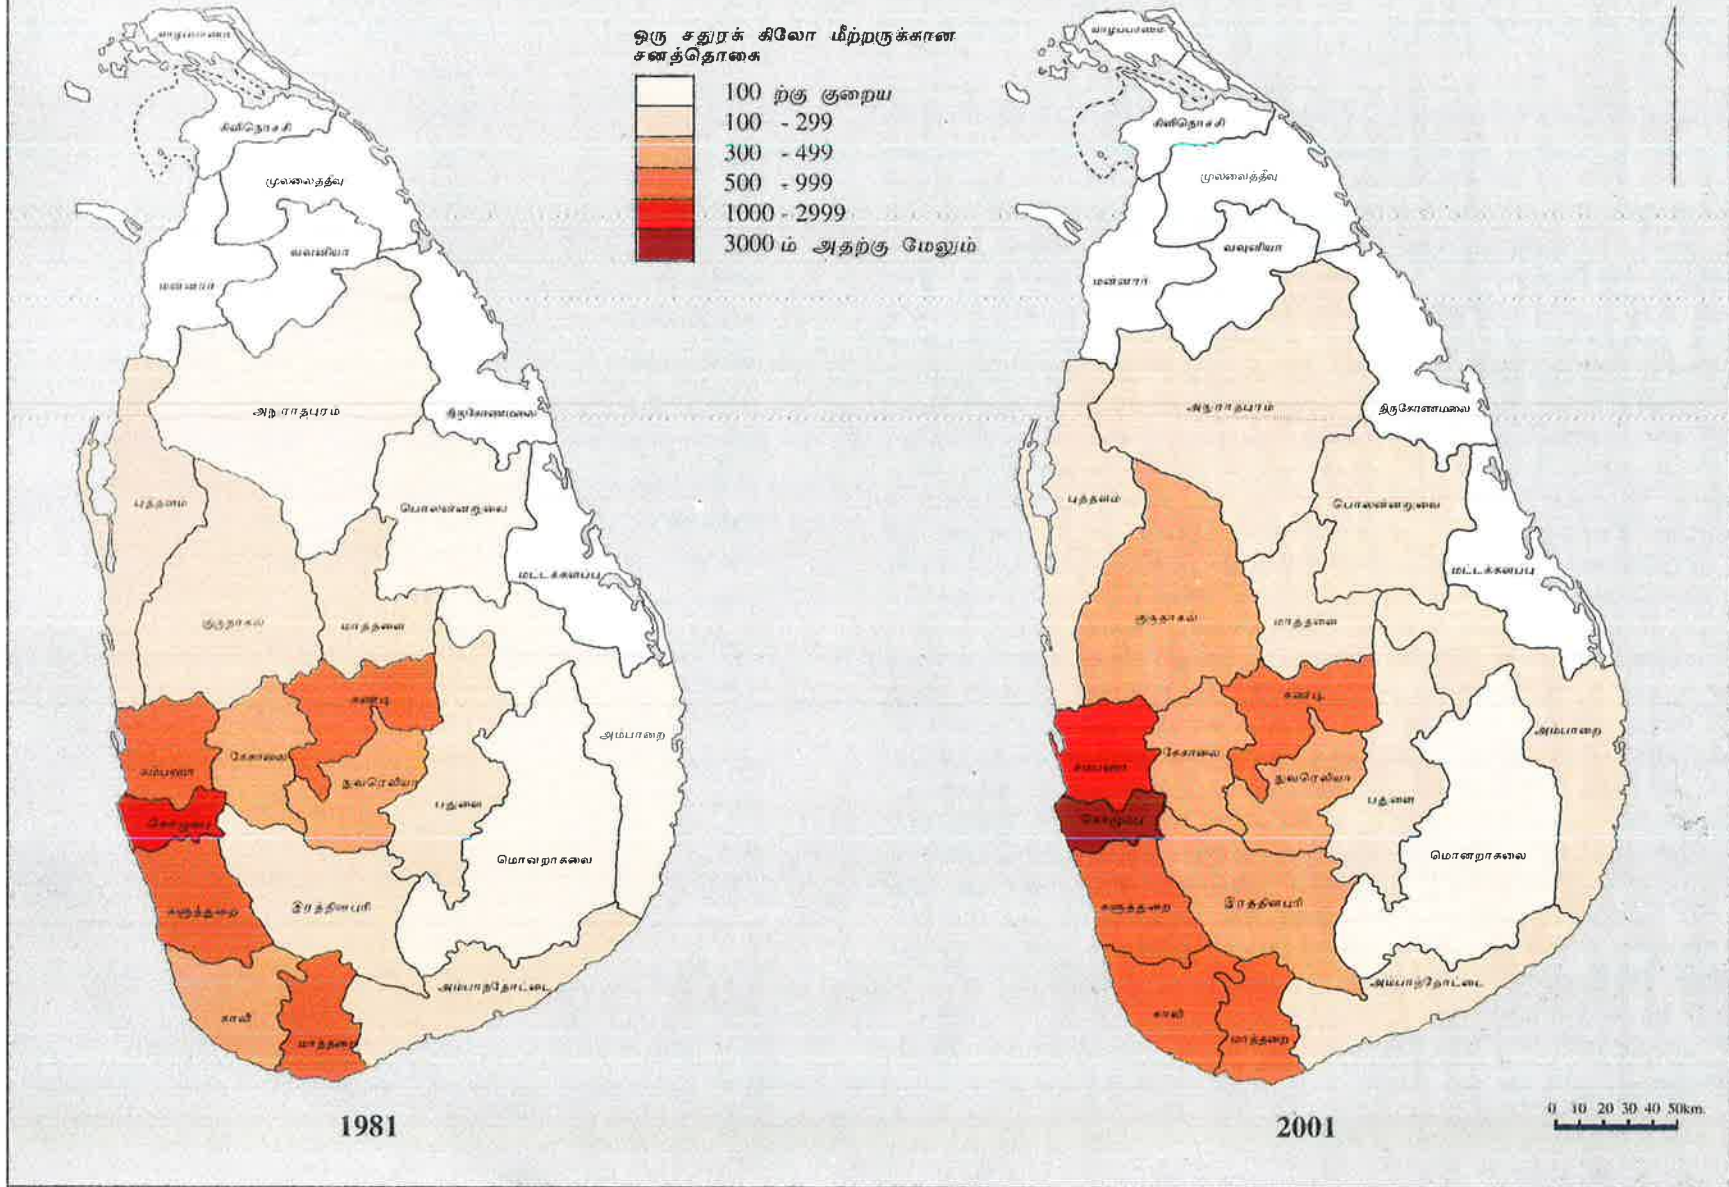 ஒரு சதுரக் கிலோ மீற்றருக்கான
சனத்தொகை
100 ற்கு குறைய
100 - 299
300 - 499
500 - 999
1000 - 2999
3000 ம் அதற்கு மேலும்
யாழ்ப்பாணம்
கிளிநொச்சி
முல்லைத்தீவு
வவுனியா
மன்னார்
அநுராதபுரம்
திருகோணமலை
புத்தளம்
பொலன்னறுவை
மட்டக்களப்பு
குருநாகல்
மாத்தளை
கண்டி
அம்பாறை
கேகாலை
கம்பஹா
நுவரெலியா
பதுளை
கொழும்பு
மொனறாகலை
களுத்துறை
இரத்தினபுரி
அம்பாந்தோட்டை
காலி
மாத்தறை
1981
யாழ்ப்பாணம்
கிளிநொச்சி
முல்லைத்தீவு
வவுனியா
மன்னார்
அநுராதபுரம்
திருகோணமலை
புத்தளம்
பொலன்னறுவை
மட்டக்களப்பு
குருநாகல்
மாத்தளை
கண்டி
அம்பாறை
கேகாலை
கம்பஹா
நுவரெலியா
பதுளை
கொழும்பு
மொனறாகலை
களுத்துறை
இரத்தினபுரி
அம்பாந்தோட்டை
காலி
மாத்தறை
2001
0 10 20 30 40 50km.